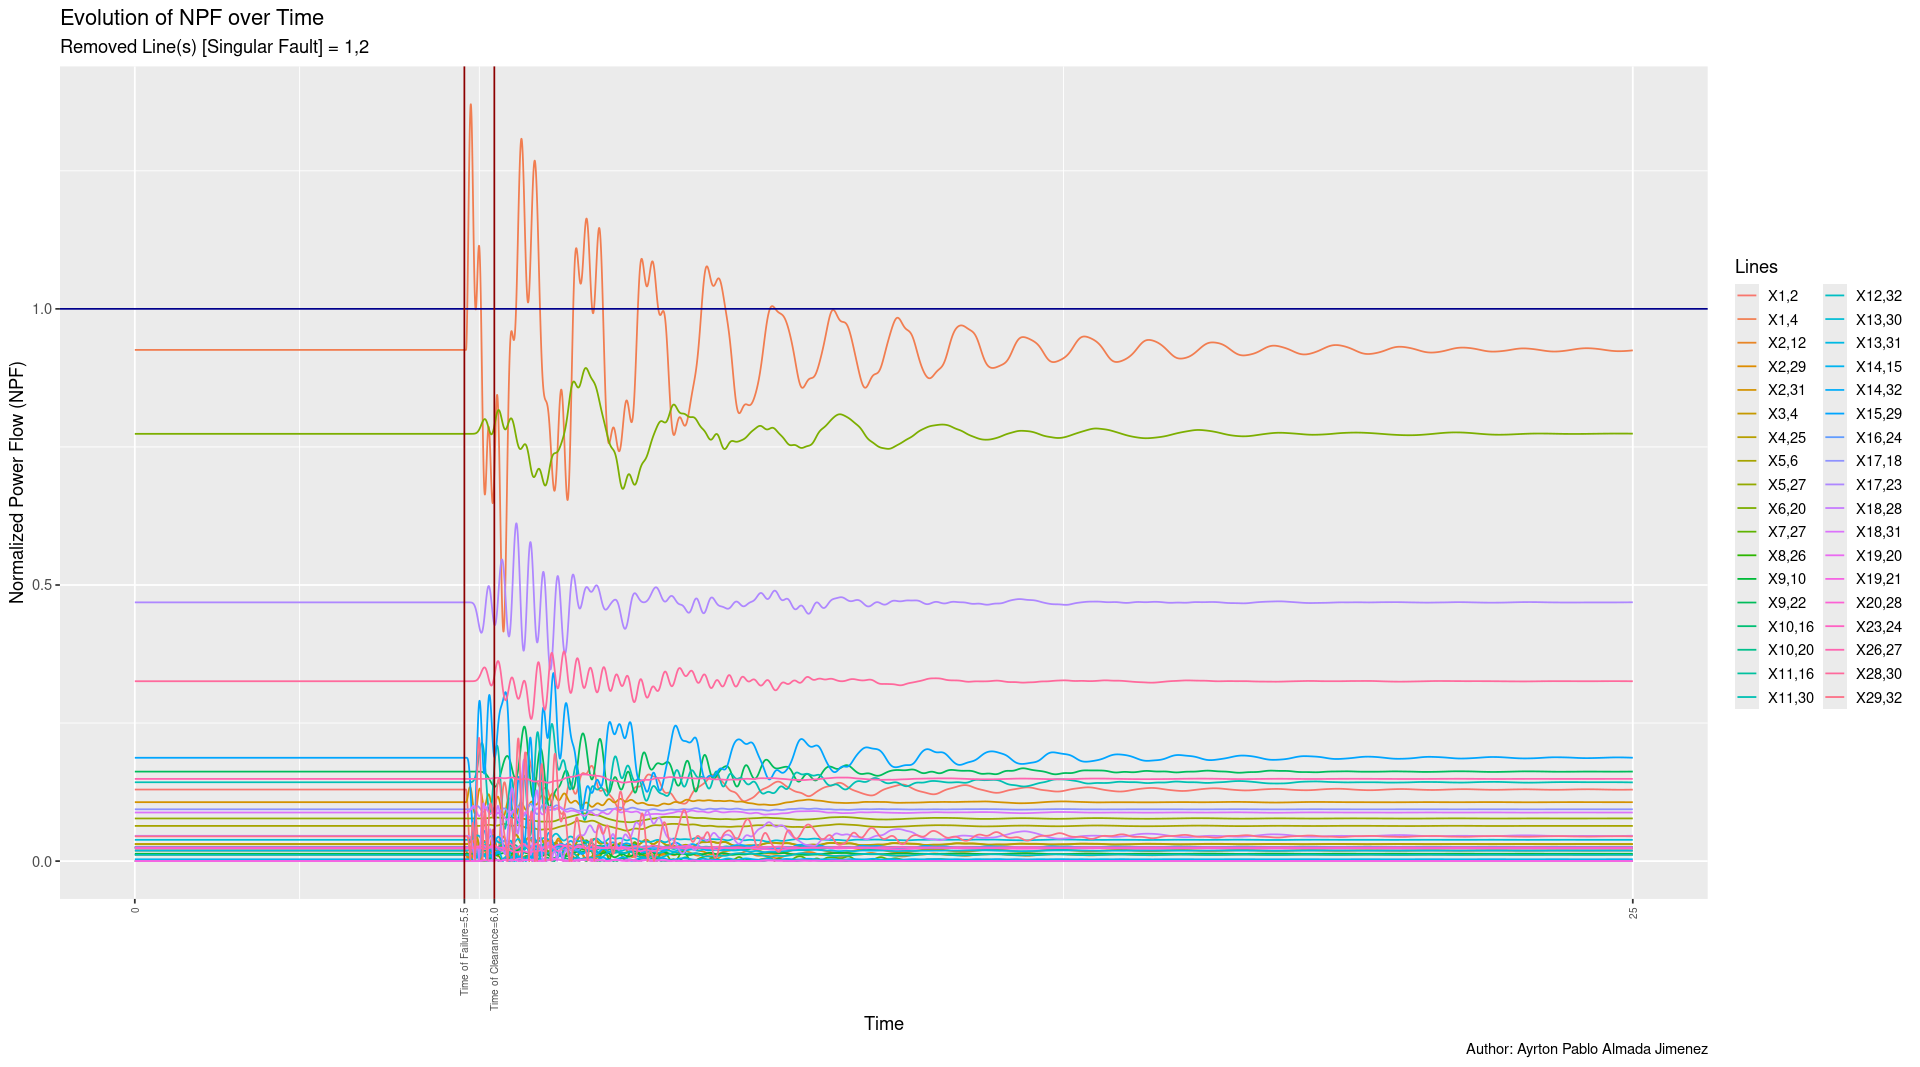 Evolution of NPF over Time
Removed Line(s) [Singular Fault] = 1,2
Normalized Power Flow (NPF)
1.0
0.5
0.0
0
Time of Failure=5.5
Time of Clearance=6.0
25
Time
Lines
X1,2
X1,4
X2,12
X2,29
X2,31
X3,4
X4,25
X5,6
X5,27
X6,20
X7,27
X8,26
X9,10
X9,22
X10,16
X10,20
X11,16
X11,30
X12,32
X13,30
X13,31
X14,15
X14,32
X15,29
X16,24
X17,18
X17,23
X18,28
X18,31
X19,20
X19,21
X20,28
X23,24
X26,27
X28,30
X29,32
Author: Ayrton Pablo Almada Jimenez